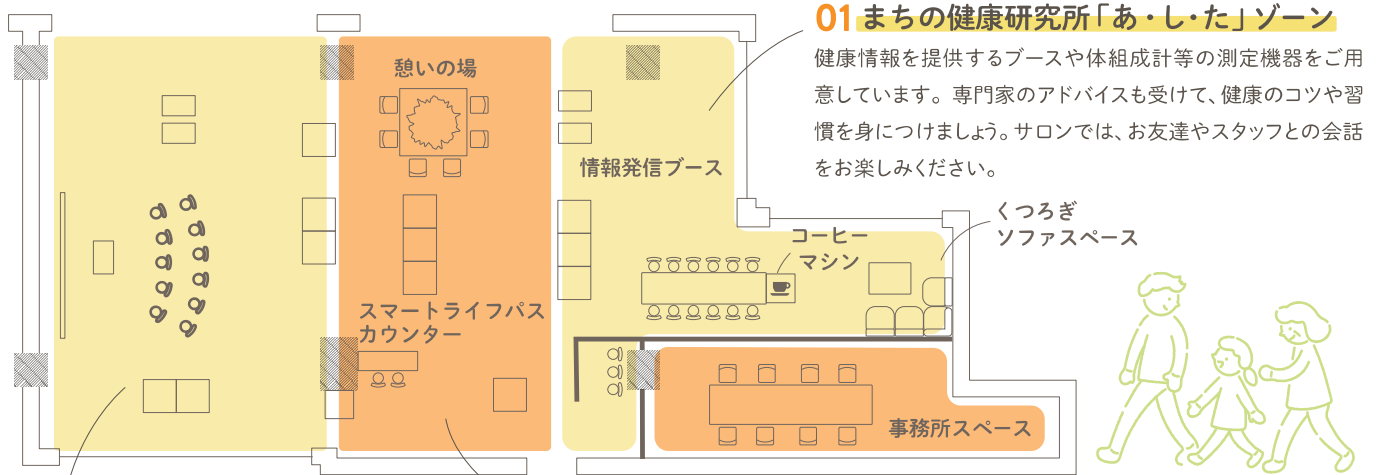 01 まちの健康研究所「あ・し・た」ゾーン
健康情報を提供するブースや体組成計等の測定機器をご用
意しています。専門家のアドバイスも受けて、健康のコツや習
慣を身につけましょう。サロンでは、お友達やスタッフとの会話
をお楽しみください。
憩いの場
情報発信ブース
くつろぎ
ソファスペース
コーヒー
マシン
スマートライフパス
カウンター
事務所スペース